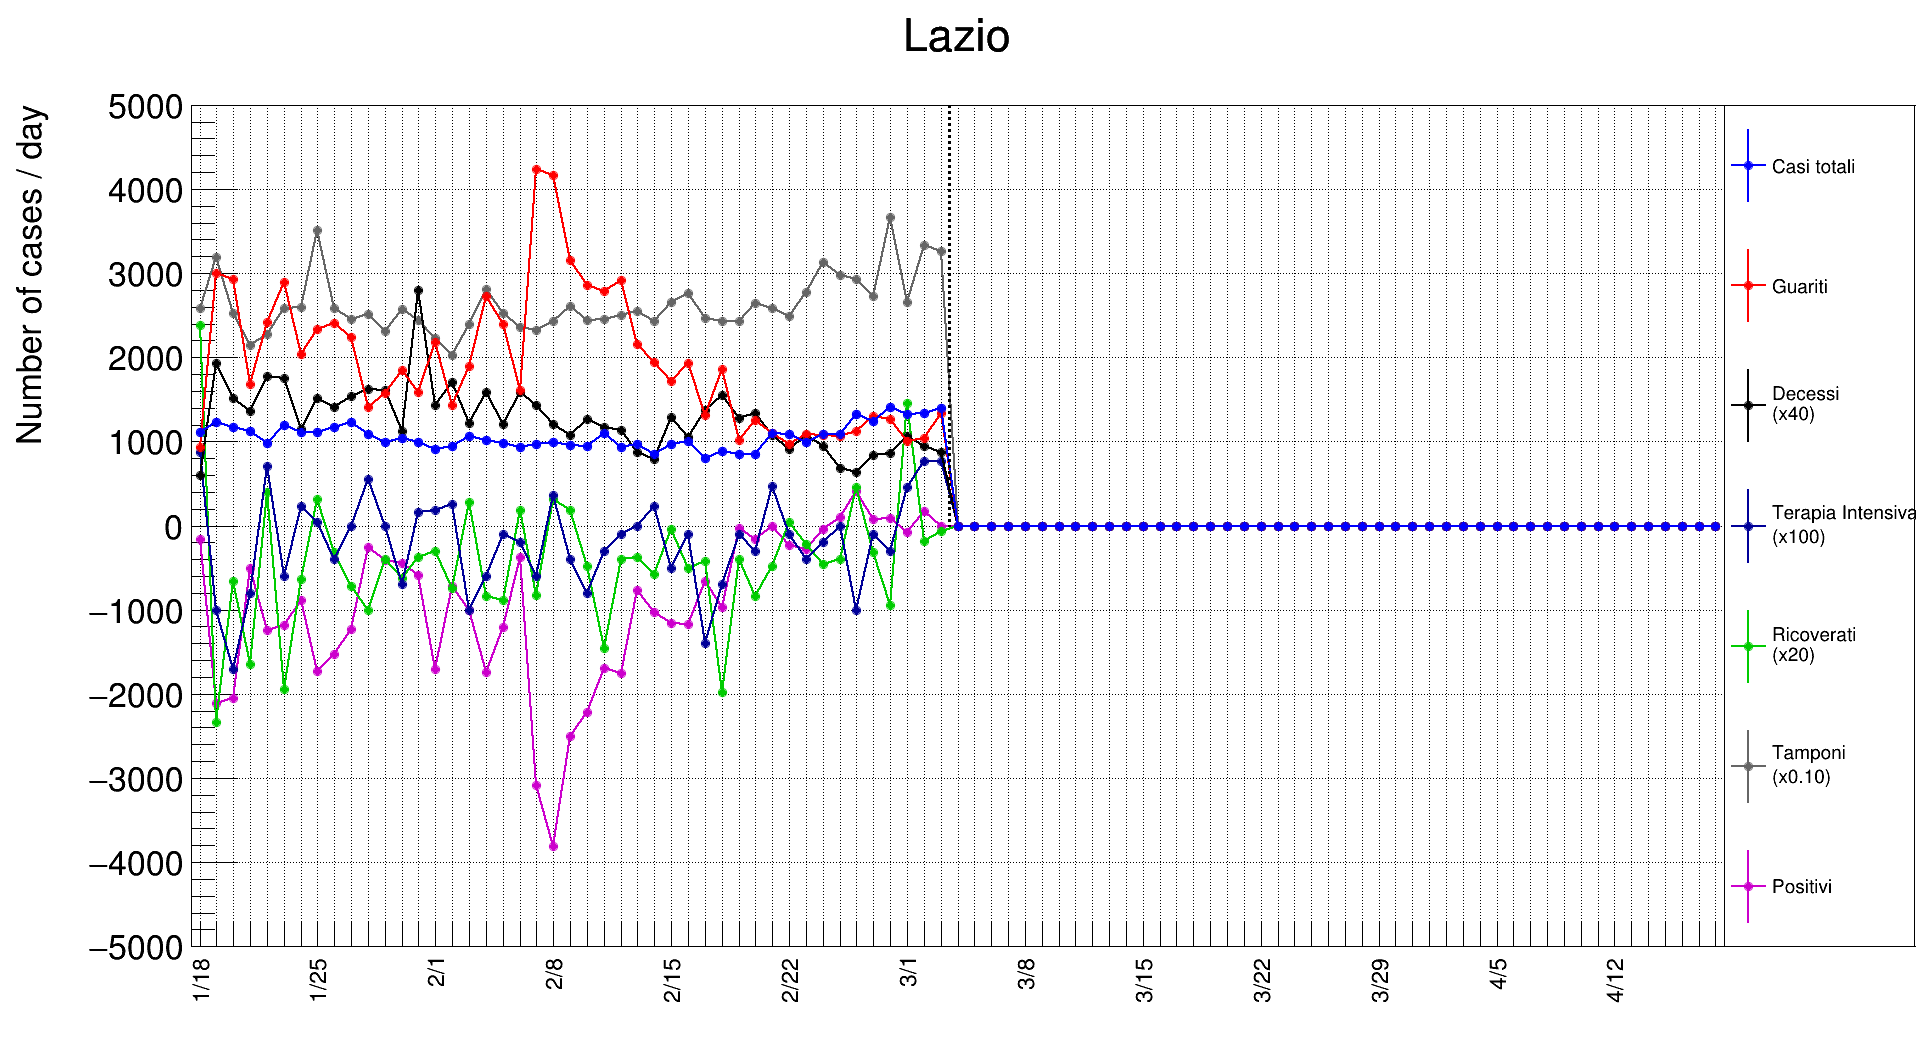 Lazio
Number of cases / day
5000
4000
3000
2000
1000
0
−1000
−2000
−3000
−4000
−5000
1/18
1/25
2/1
2/8
2/15
2/22
3/1
3/8
3/15
3/22
3/29
4/5
4/12
Casi totali
Guariti
Decessi
(x40)
Terapia Intensiva
(x100)
Ricoverati
(x20)
Tamponi
(x0.10)
Positivi